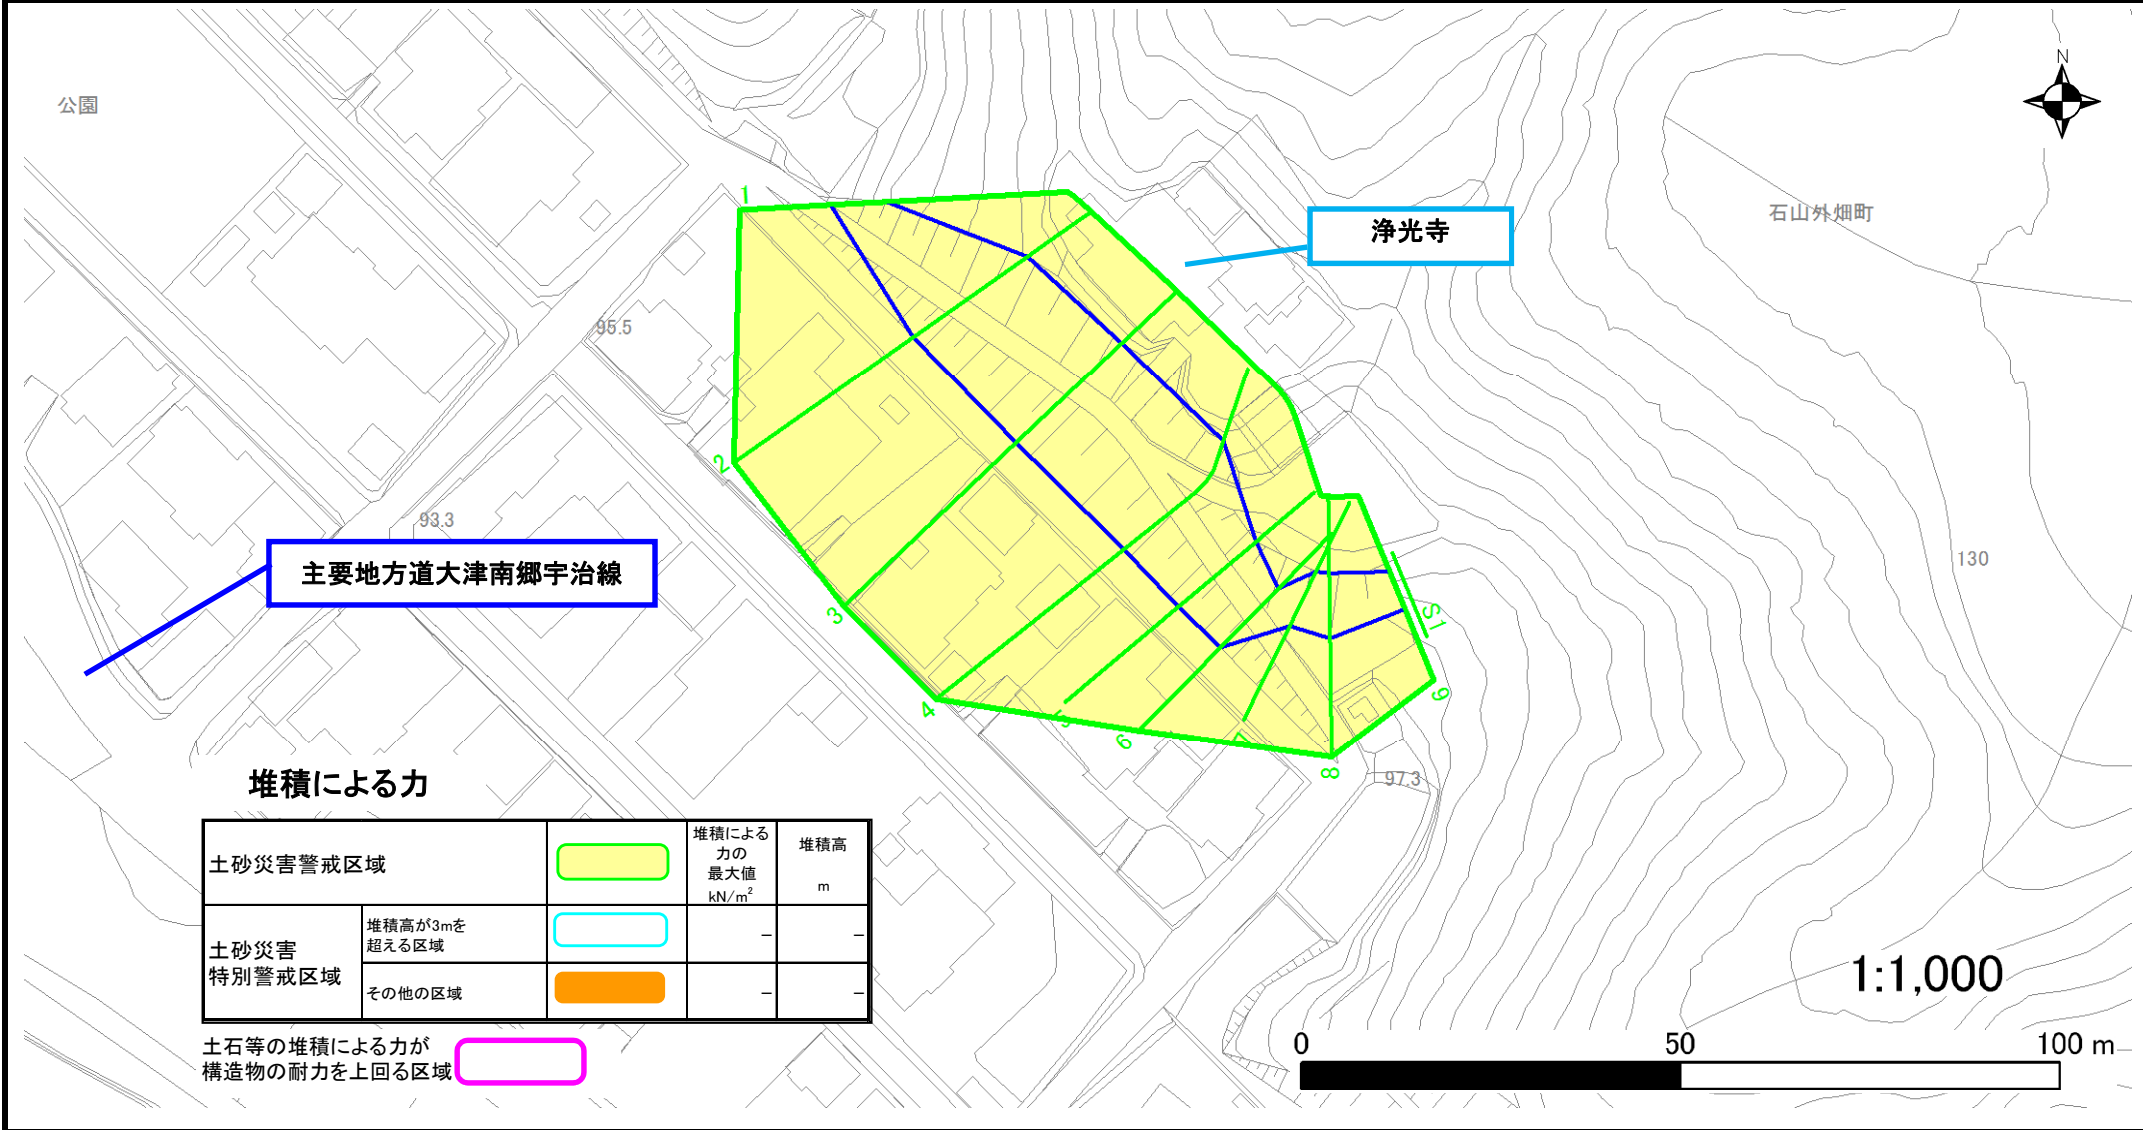 公園
N
石山外畑町
浄光寺
1
95.5
2
93.3
主要地方道大津南郷宇治線
130
S1
3
4
5
6
7
8
9
97.3
堆積による力
土砂災害警戒区域
堆積による
力の
最大値
kN/m²
堆積高
m
土砂災害
特別警戒区域
堆積高が3mを
超える区域
－
－
その他の区域
－
－
土石等の堆積による力が
構造物の耐力を上回る区域
1:1,000
0 50 100 m